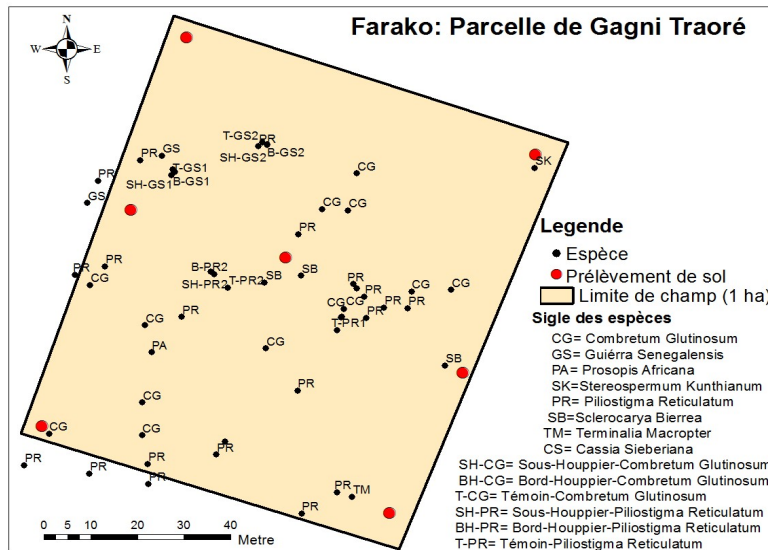 Farako: Parcelle de Gagni Traoré
N
W E
S
T-GS2 PR
SH-GS2 B-GS2
PR GS
T-GS1
SH-GS1 B-GS1
PR
GS
CG
SK
CG CG
PR
PR
PR
CG
B-PR2
SH-PR2 T-PR2 SB
SB
PR
PR
CG
CG
CG CG
PR PR
T-PR1 PR
CG
PR
PA
CG
SB
PR
CG
CG
CG
PR
PR
PR
PR
PR
PR
TM
PR
Legende
Espèce
Prélèvement de sol
Limite de champ (1 ha)
Sigle des espèces
CG= Combretum Glutinosum
GS= Guiérra Senegalensis
PA= Prosopis Africana
SK=Stereospermum Kunthianum
PR= Piliostigma Reticulatum
SB=Sclerocarya Bierrea
TM= Terminalia Macropter
CS= Cassia Sieberiana
SH-CG= Sous-Houppier-Combretum Glutinosum
BH-CG= Bord-Houppier-Combretum Glutinosum
T-CG= Témoin-Combretum Glutinosum
SH-PR= Sous-Houppier-Piliostigma Reticulatum
BH-PR= Bord-Houppier-Piliostigma Reticulatum
T-PR= Témoin-Piliostigma Reticulatum
0 5 10 20 30 40
Metre